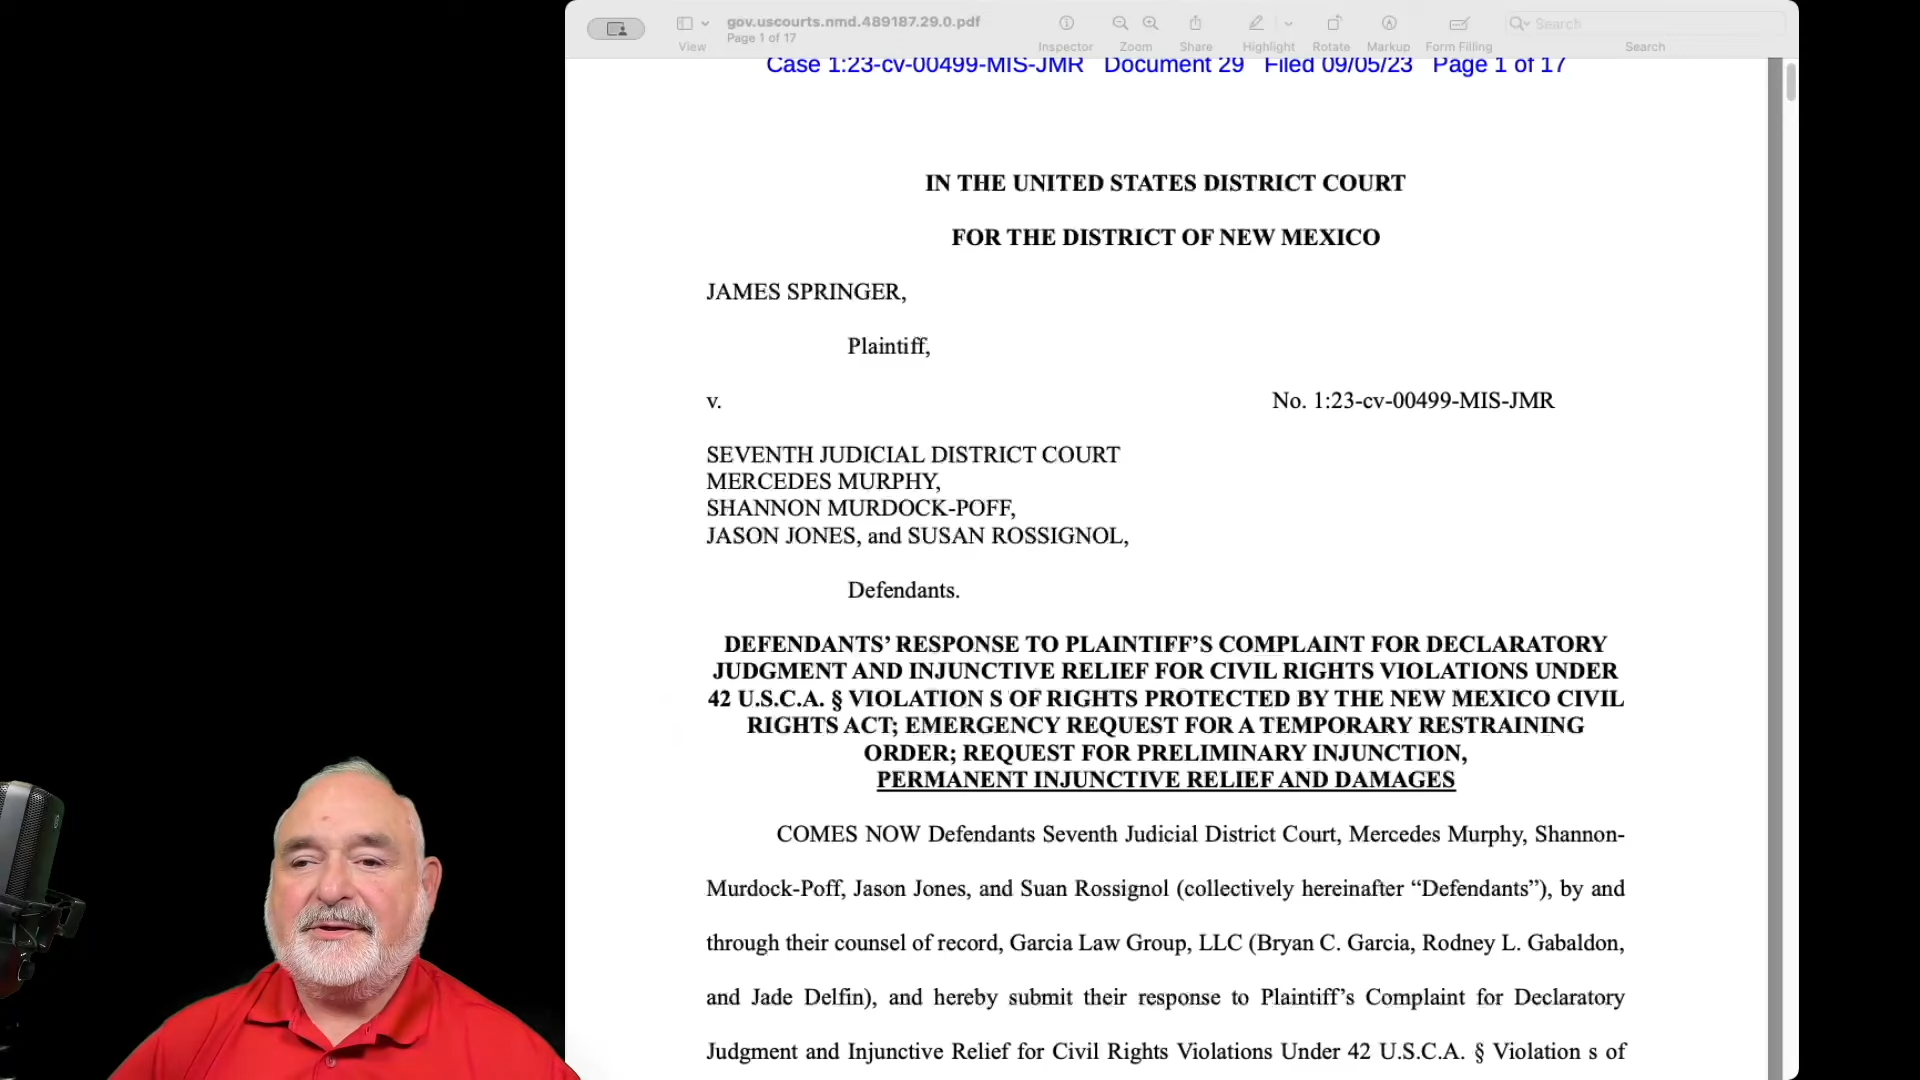 gov.uscourts.nmd.489187.29.0.pdf
Page 1 of 17
View
Inspector
Zoom
Share
Highlight
Rotate
Markup
Form Filling
Search
Search
Case 1:23-cv-00499-MIS-JMR Document 29 Filed 09/05/23 Page 1 of 17
IN THE UNITED STATES DISTRICT COURT
FOR THE DISTRICT OF NEW MEXICO
JAMES SPRINGER,
Plaintiff,
v.
No. 1:23-cv-00499-MIS-JMR
SEVENTH JUDICIAL DISTRICT COURT
MERCEDES MURPHY,
SHANNON MURDOCK-POFF,
JASON JONES, and SUSAN ROSSIGNOL,
Defendants.
DEFENDANTS’ RESPONSE TO PLAINTIFF’S COMPLAINT FOR DECLARATORY
JUDGMENT AND INJUNCTIVE RELIEF FOR CIVIL RIGHTS VIOLATIONS UNDER
42 U.S.C.A. § VIOLATION S OF RIGHTS PROTECTED BY THE NEW MEXICO CIVIL
RIGHTS ACT; EMERGENCY REQUEST FOR A TEMPORARY RESTRAINING
ORDER; REQUEST FOR PRELIMINARY INJUNCTION,
PERMANENT INJUNCTIVE RELIEF AND DAMAGES
COMES NOW Defendants Seventh Judicial District Court, Mercedes Murphy, Shannon-
Murdock-Poff, Jason Jones, and Suan Rossignol (collectively hereinafter “Defendants”), by and
through their counsel of record, Garcia Law Group, LLC (Bryan C. Garcia, Rodney L. Gabaldon,
and Jade Delfin), and hereby submit their response to Plaintiff’s Complaint for Declaratory
Judgment and Injunctive Relief for Civil Rights Violations Under 42 U.S.C.A. § Violation s of